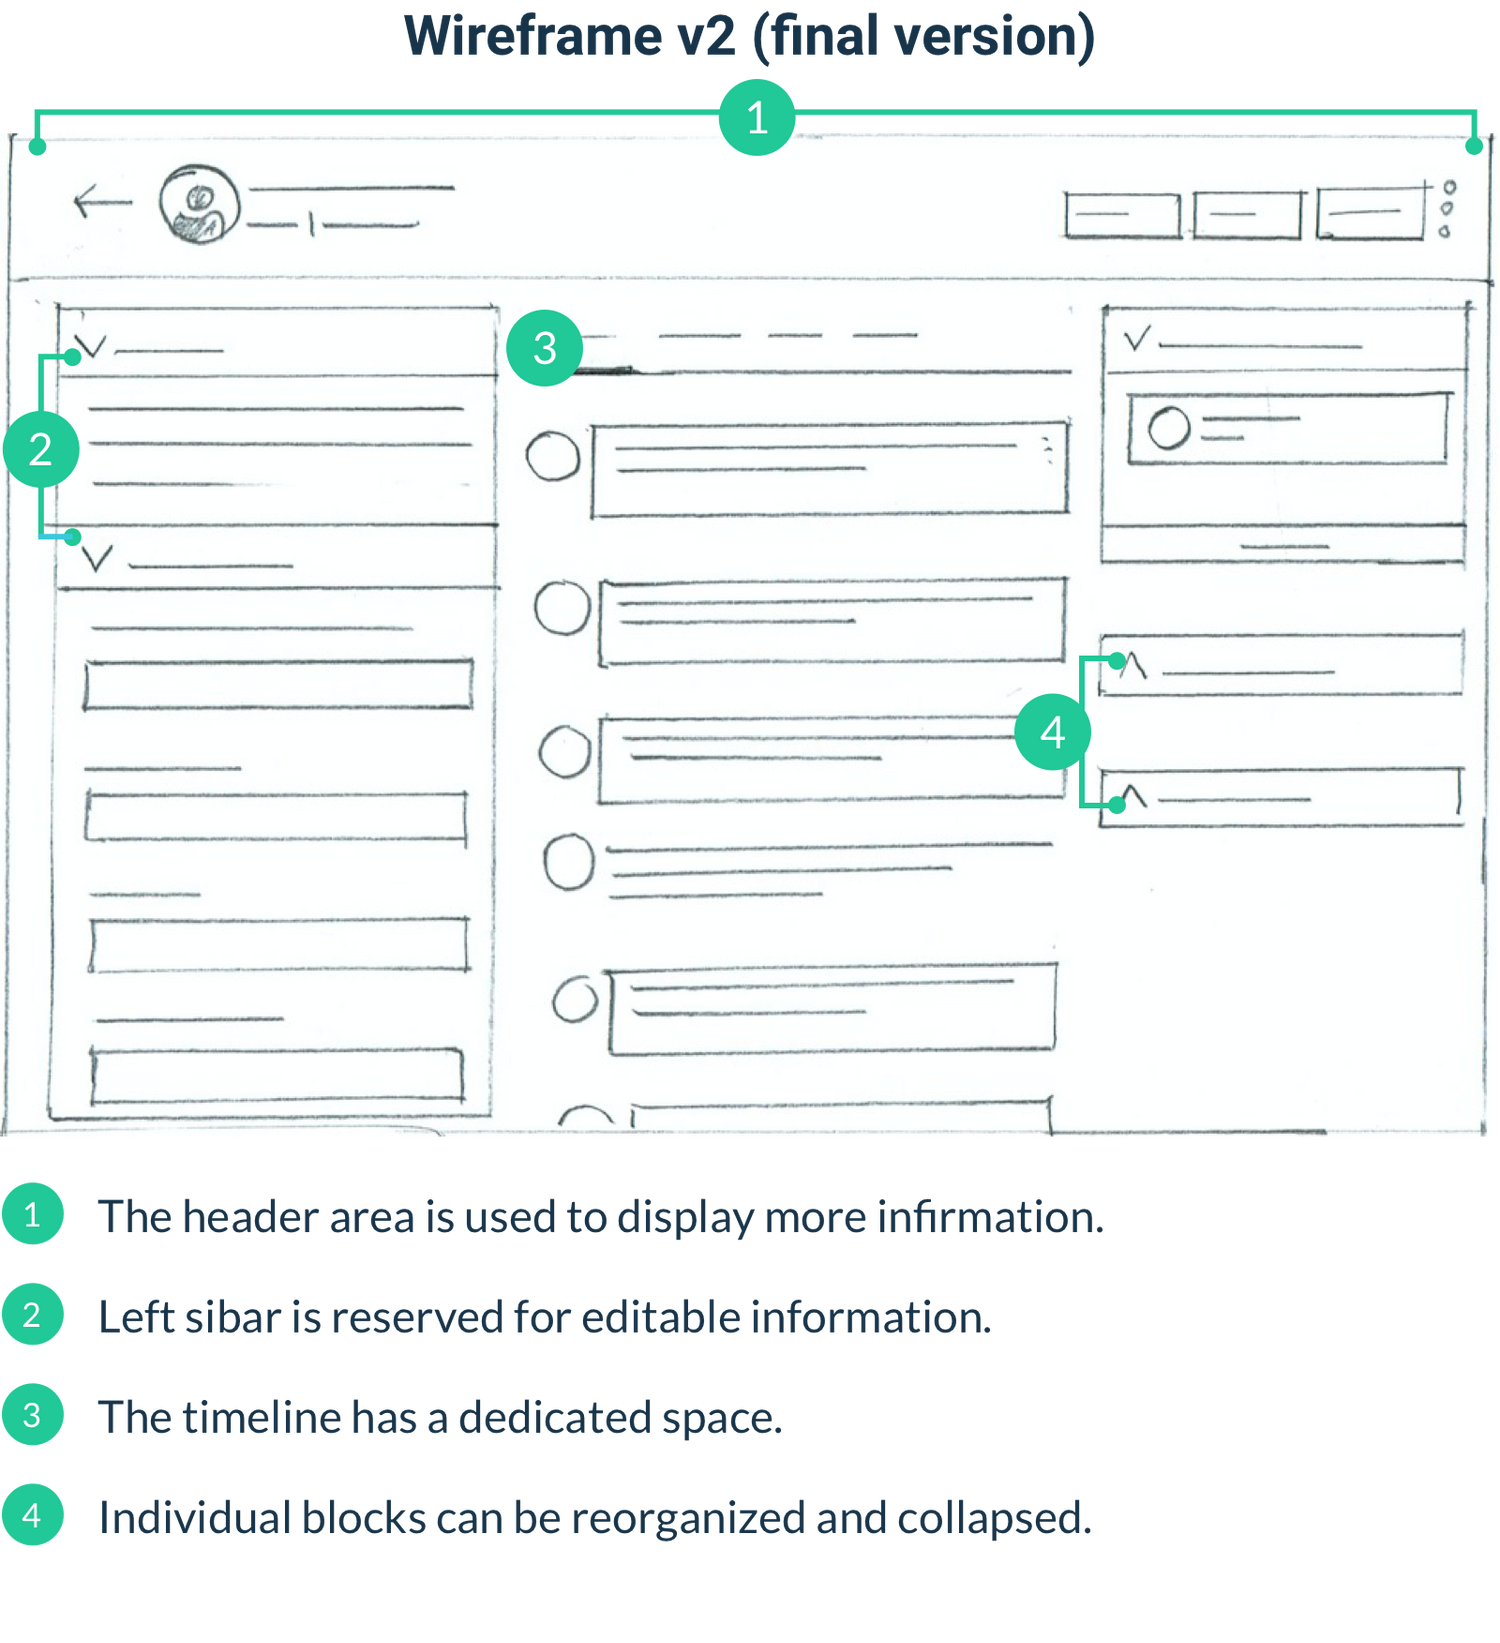 Wireframe v2 (final version)
1
3
2
4
1 The header area is used to display more infirmation.
2 Left sibar is reserved for editable information.
3 The timeline has a dedicated space.
4 Individual blocks can be reorganized and collapsed.